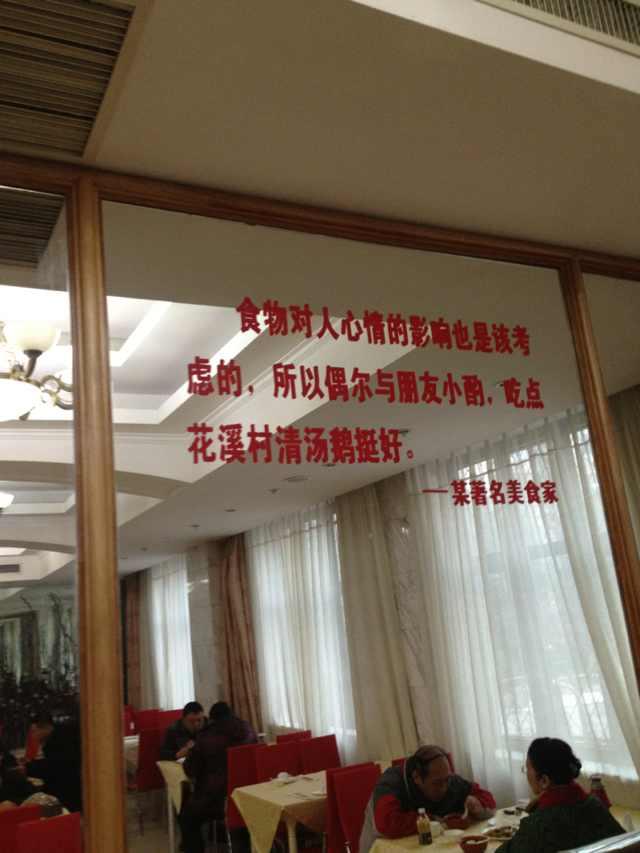 食物对人心情的影响也是该考
虑的，所以偶尔与朋友小酌，吃点
花溪村清汤鹅挺好。
——某著名美食家